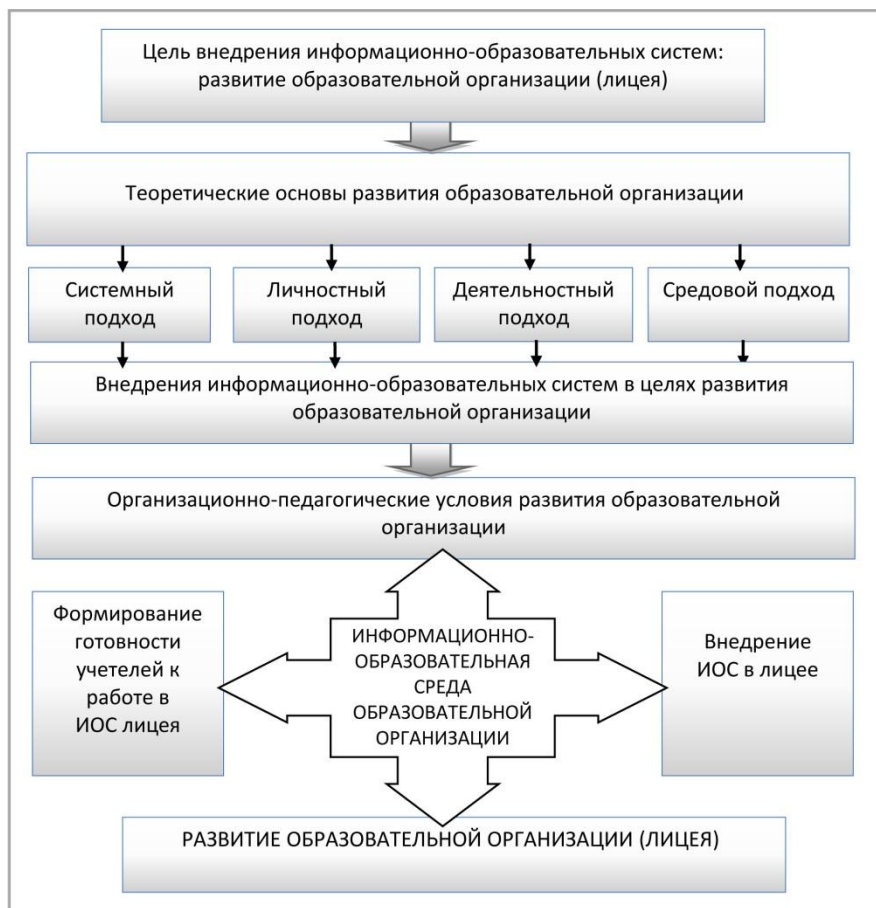 Цель внедрения информационно-образовательных систем:
развитие образовательной организации (лицея)
Теоретические основы развития образовательной организации
Системный
подход
Личностный
подход
Деятельностный
подход
Средовой подход
Внедрения информационно-образовательных систем в целях развития
образовательной организации
Организационно-педагогические условия развития образовательной
организации
Формирование
готовности
учетелей к
работе в
ИОС лицея
ИНФОРМАЦИОННО-
ОБРАЗОВАТЕЛЬНАЯ
СРЕДА
ОБРАЗОВАТЕЛЬНОЙ
ОРГАНИЗАЦИИ
Внедрение
ИОС в лицее
РАЗВИТИЕ ОБРАЗОВАТЕЛЬНОЙ ОРГАНИЗАЦИИ (ЛИЦЕЯ)